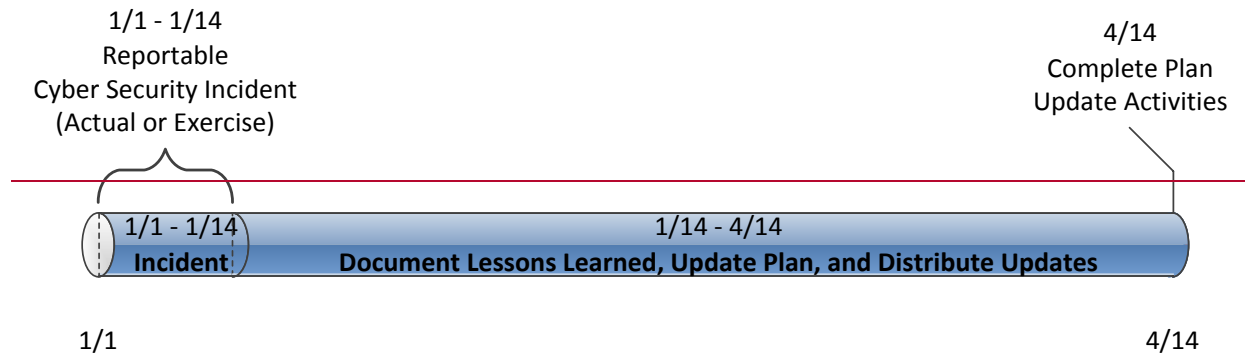 1/1 - 1/14
Reportable
Cyber Security Incident
(Actual or Exercise)
4/14
Complete Plan
Update Activities
1/1 - 1/14
Incident
1/14 - 4/14
Document Lessons Learned, Update Plan, and Distribute Updates
1/1
4/14